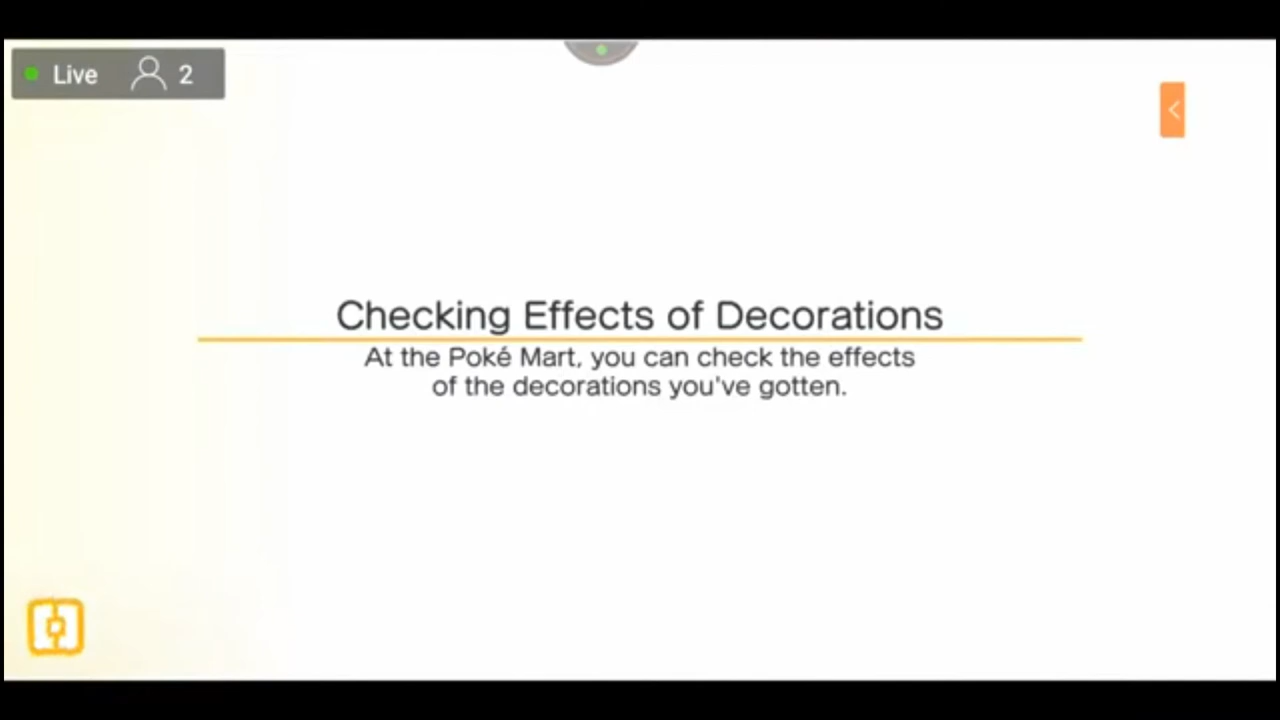 Live 2
Checking Effects of Decorations
At the Poké Mart, you can check the effects
of the decorations you've gotten.